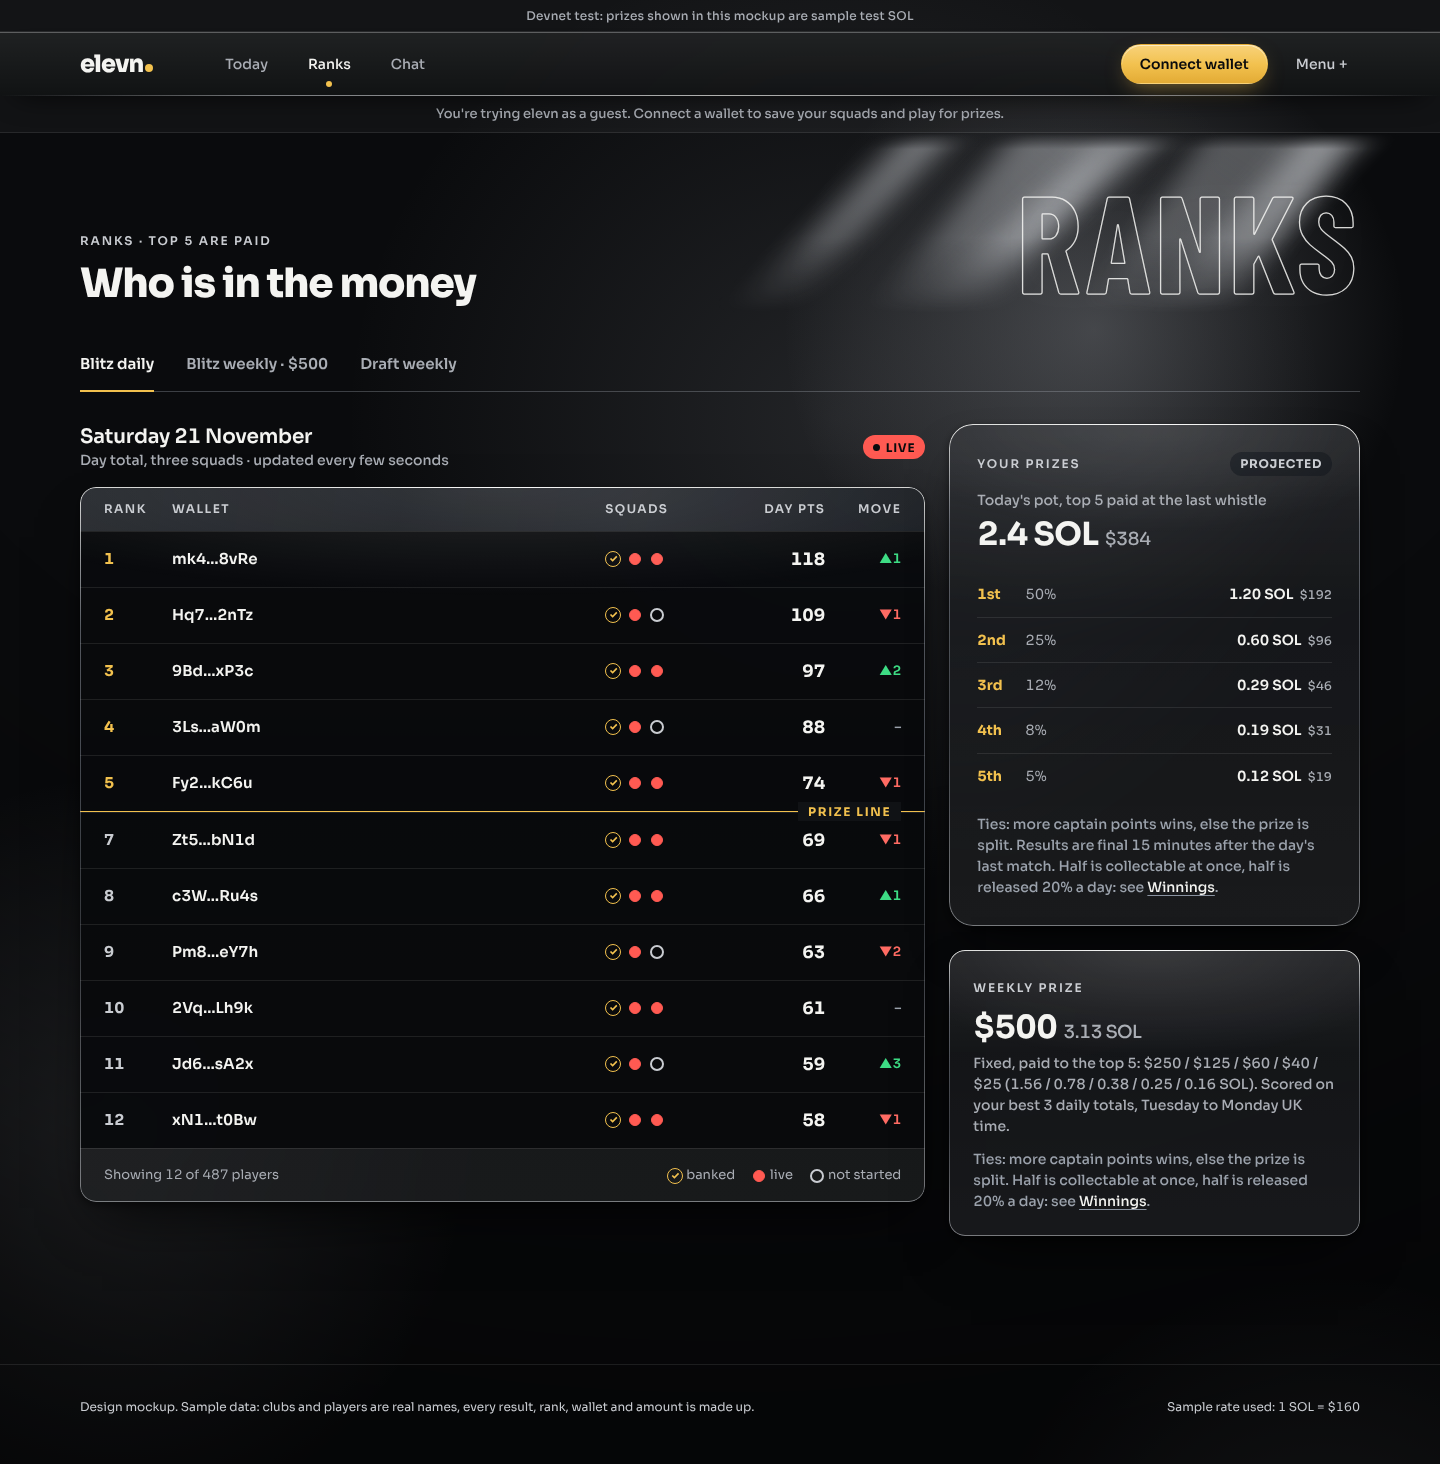 Devnet test: prizes shown in this mockup are sample test SOL
elevn.
Today
Ranks
Chat
Connect wallet
Menu +
You're trying elevn as a guest. Connect a wallet to save your squads and play for prizes.
RANKS
RANKS · TOP 5 ARE PAID
Who is in the money
Blitz daily
Blitz weekly · $500
Draft weekly
Saturday 21 November
Day total, three squads · updated every few seconds
LIVE
RANK WALLET SQUADS DAY PTS MOVE
1 mk4...8vRe 118 ▲1
2 Hq7...2nTz 109 ▼1
3 9Bd...xP3c 97 ▲2
4 3Ls...aW0m 88 –
5 Fy2...kC6u 74 ▼1
PRIZE LINE
7 Zt5...bN1d 69 ▼1
8 c3W...Ru4s 66 ▲1
9 Pm8...eY7h 63 ▼2
10 2Vq...Lh9k 61 –
11 Jd6...sA2x 59 ▲3
12 xN1...t0Bw 58 ▼1
Showing 12 of 487 players
banked live not started
YOUR PRIZES
PROJECTED
Today's pot, top 5 paid at the last whistle
2.4 SOL $384
1st 50% 1.20 SOL $192
2nd 25% 0.60 SOL $96
3rd 12% 0.29 SOL $46
4th 8% 0.19 SOL $31
5th 5% 0.12 SOL $19
Ties: more captain points wins, else the prize is
split. Results are final 15 minutes after the day's
last match. Half is collectable at once, half is
released 20% a day: see Winnings.
WEEKLY PRIZE
$500 3.13 SOL
Fixed, paid to the top 5: $250 / $125 / $60 / $40 /
$25 (1.56 / 0.78 / 0.38 / 0.25 / 0.16 SOL). Scored on
your best 3 daily totals, Tuesday to Monday UK
time.
Ties: more captain points wins, else the prize is
split. Half is collectable at once, half is released
20% a day: see Winnings.
Design mockup. Sample data: clubs and players are real names, every result, rank, wallet and amount is made up.
Sample rate used: 1 SOL = $160